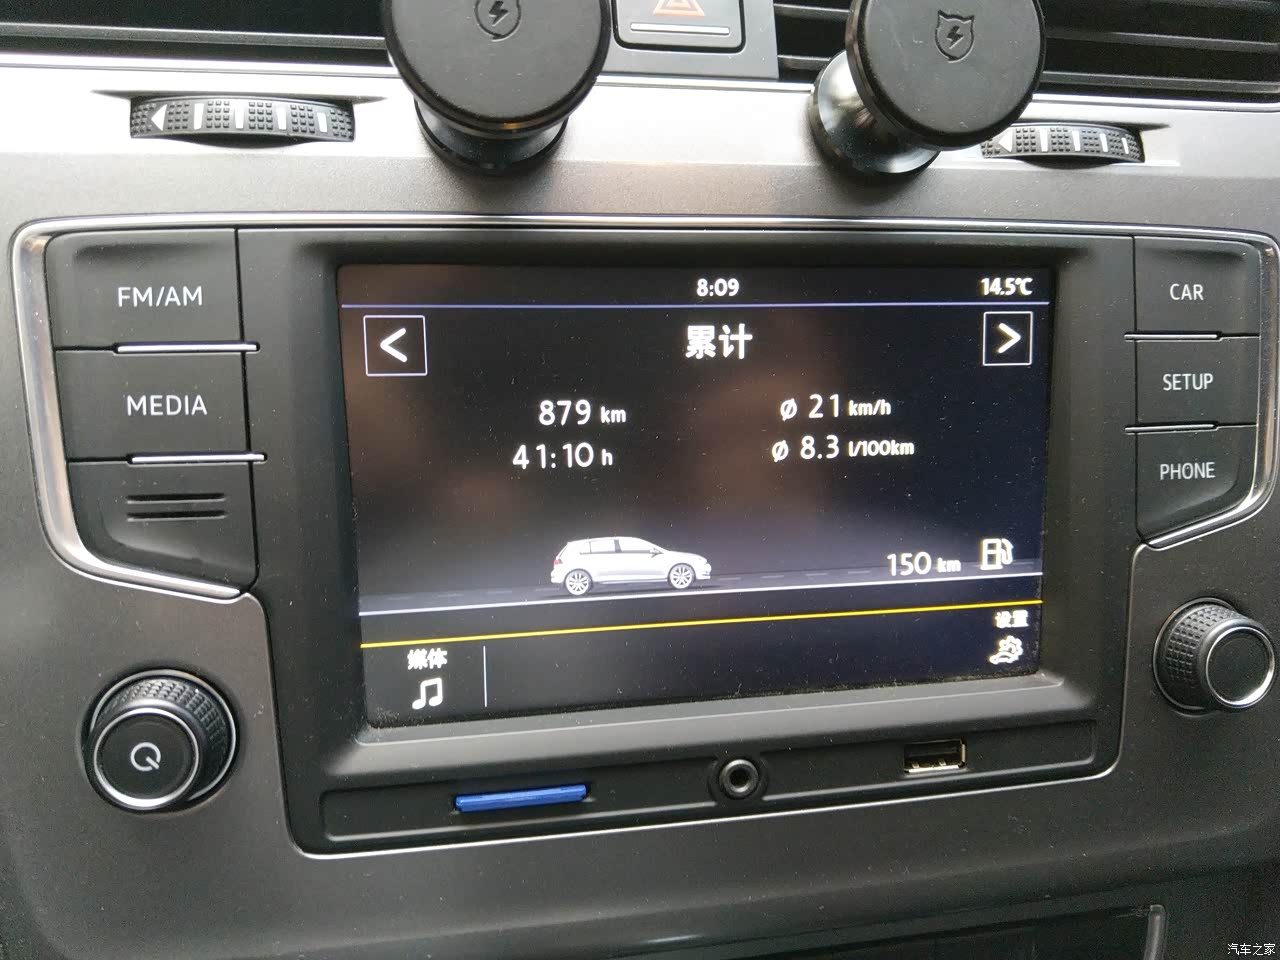 FM/AM
MEDIA
8:09
14.5℃
<
累计
>
879 km
41:10 h
Ø 21 km/h
Ø 8.3 l/100km
150 km
设置
媒体
CAR
SETUP
PHONE
汽车之家